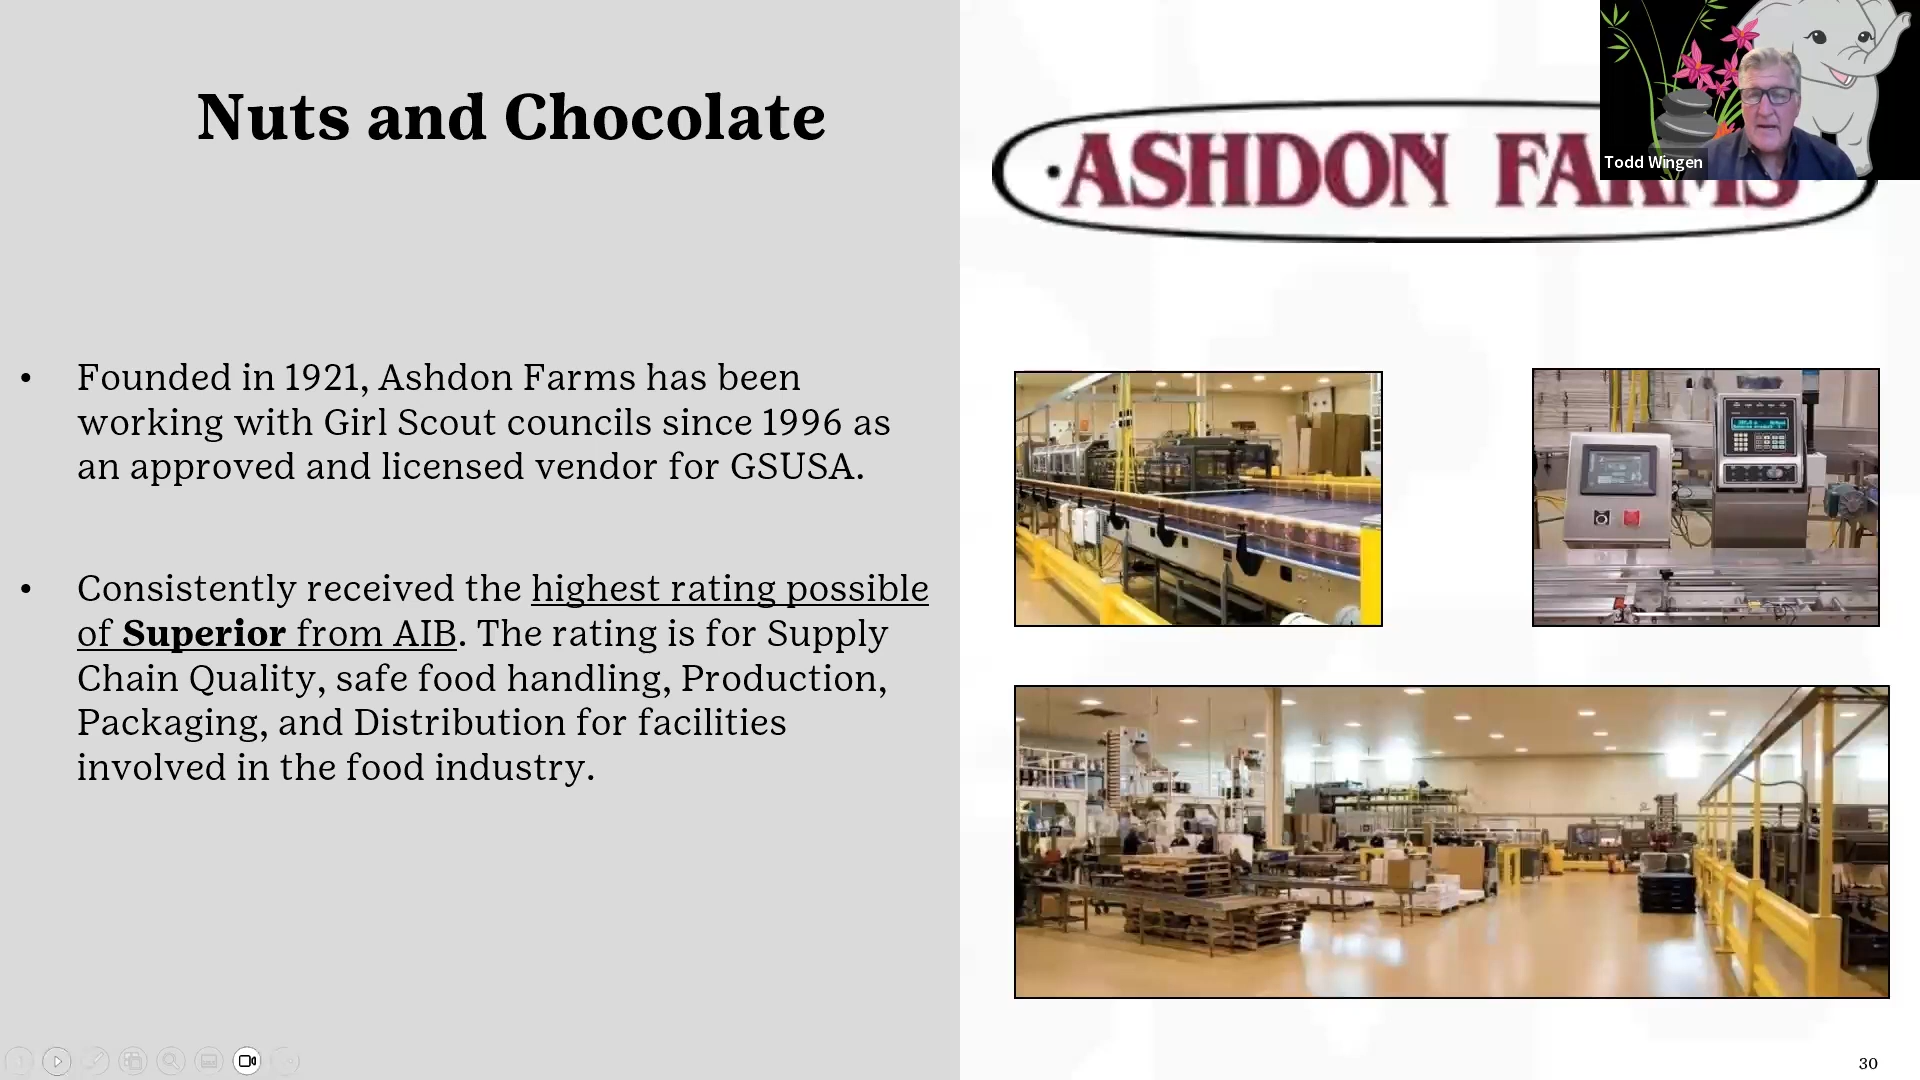 Nuts and Chocolate
• Founded in 1921, Ashdon Farms has been
working with Girl Scout councils since 1996 as
an approved and licensed vendor for GSUSA.
• Consistently received the highest rating possible
of Superior from AIB. The rating is for Supply
Chain Quality, safe food handling, Production,
Packaging, and Distribution for facilities
involved in the food industry.
ASHDON FARMS
Todd Wingen
30